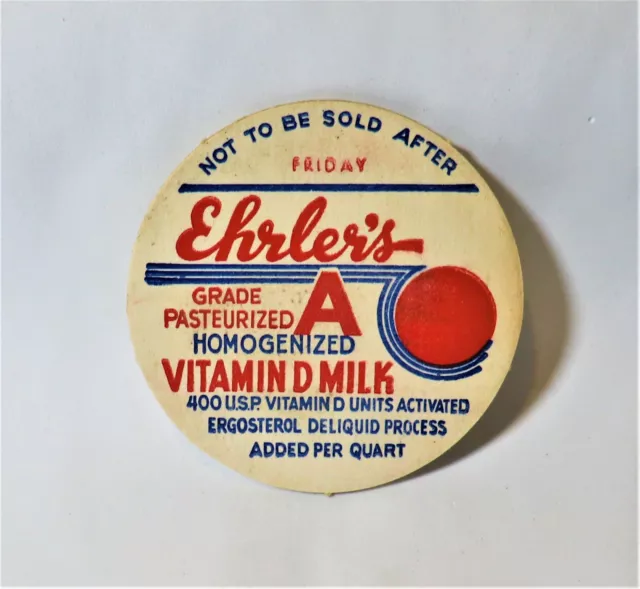 NOT TO BE SOLD AFTER
FRIDAY
Ehrler's
GRADE A
PASTEURIZED
HOMOGENIZED
VITAMIN D MILK
400 U.S.P. VITAMIN D UNITS ACTIVATED
ERGOSTEROL DELIQUID PROCESS
ADDED PER QUART